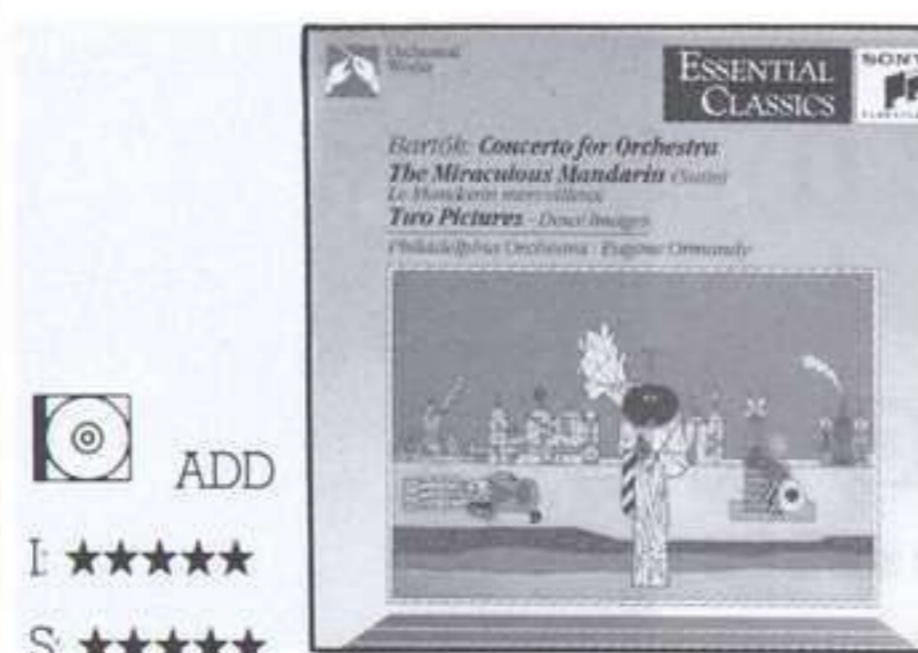 Orchestral
Works
ESSENTIAL
CLASSICS
SONY
Bartók: Concerto for Orchestra
The Miraculous Mandarin (Suite)
Le Mandarin merveilleux
Two Pictures - Deux Images
Philadelphia Orchestra · Eugene Ormandy
ADD
I: ★★★★★
S: ★★★★★